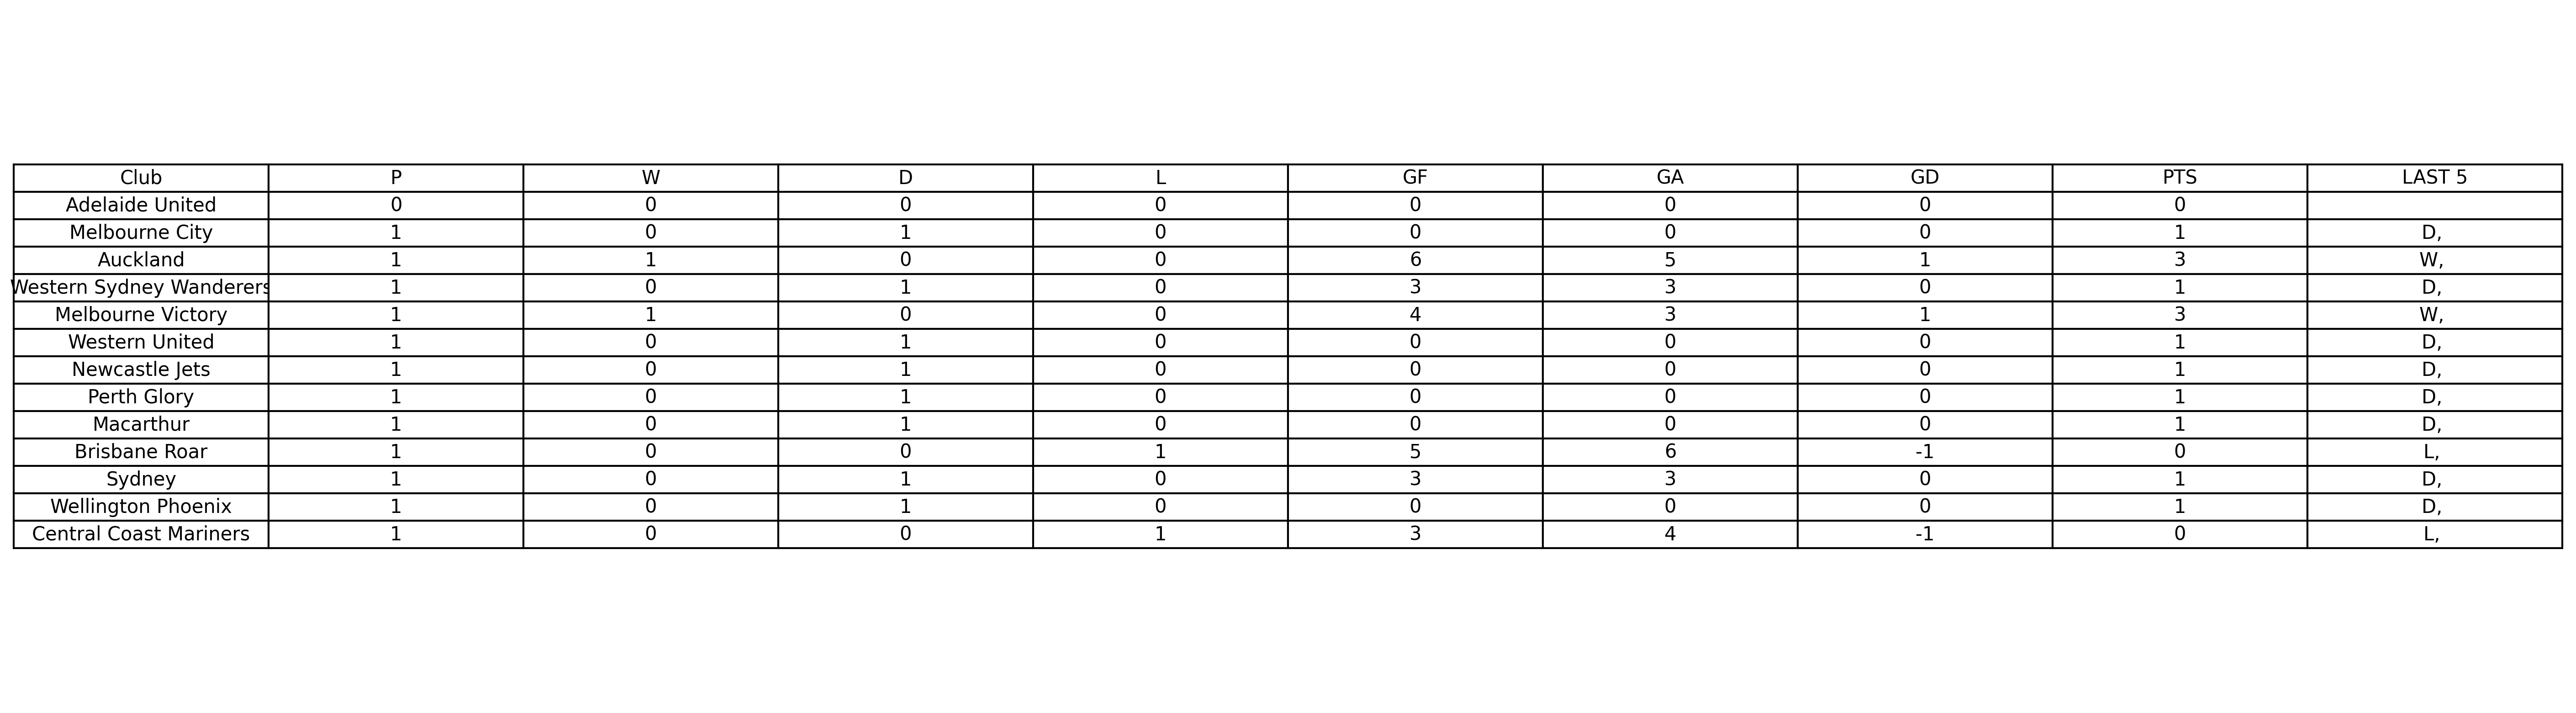 Club P W D L GF GA GD PTS LAST 5
Adelaide United 0 0 0 0 0 0 0 0
Melbourne City 1 0 1 0 0 0 0 1 D,
Auckland 1 1 0 0 6 5 1 3 W,
Western Sydney Wanderers 1 0 1 0 3 3 0 1 D,
Melbourne Victory 1 1 0 0 4 3 1 3 W,
Western United 1 0 1 0 0 0 0 1 D,
Newcastle Jets 1 0 1 0 0 0 0 1 D,
Perth Glory 1 0 1 0 0 0 0 1 D,
Macarthur 1 0 1 0 0 0 0 1 D,
Brisbane Roar 1 0 0 1 5 6 -1 0 L,
Sydney 1 0 1 0 3 3 0 1 D,
Wellington Phoenix 1 0 1 0 0 0 0 1 D,
Central Coast Mariners 1 0 0 1 3 4 -1 0 L,